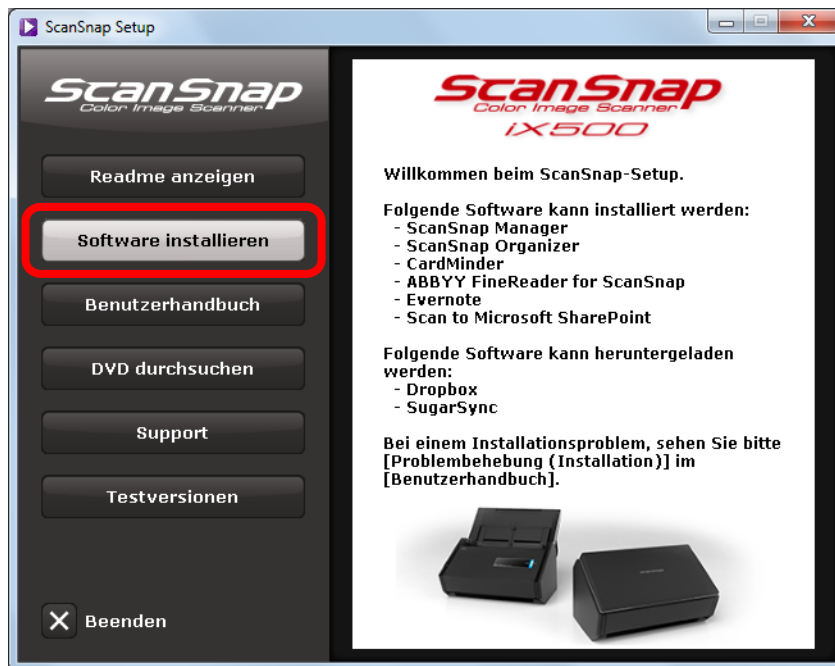 ScanSnap Setup
ScanSnap
Color Image Scanner
Readme anzeigen
Software installieren
Benutzerhandbuch
DVD durchsuchen
Support
Testversionen
Beenden
ScanSnap
Color Image Scanner
iX500
Willkommen beim ScanSnap-Setup.
Folgende Software kann installiert werden:
- ScanSnap Manager
- ScanSnap Organizer
- CardMinder
- ABBYY FineReader for ScanSnap
- Evernote
- Scan to Microsoft SharePoint
Folgende Software kann heruntergeladen
werden:
- Dropbox
- SugarSync
Bei einem Installationsproblem, sehen Sie bitte
[Problembehebung (Installation)] im
[Benutzerhandbuch].